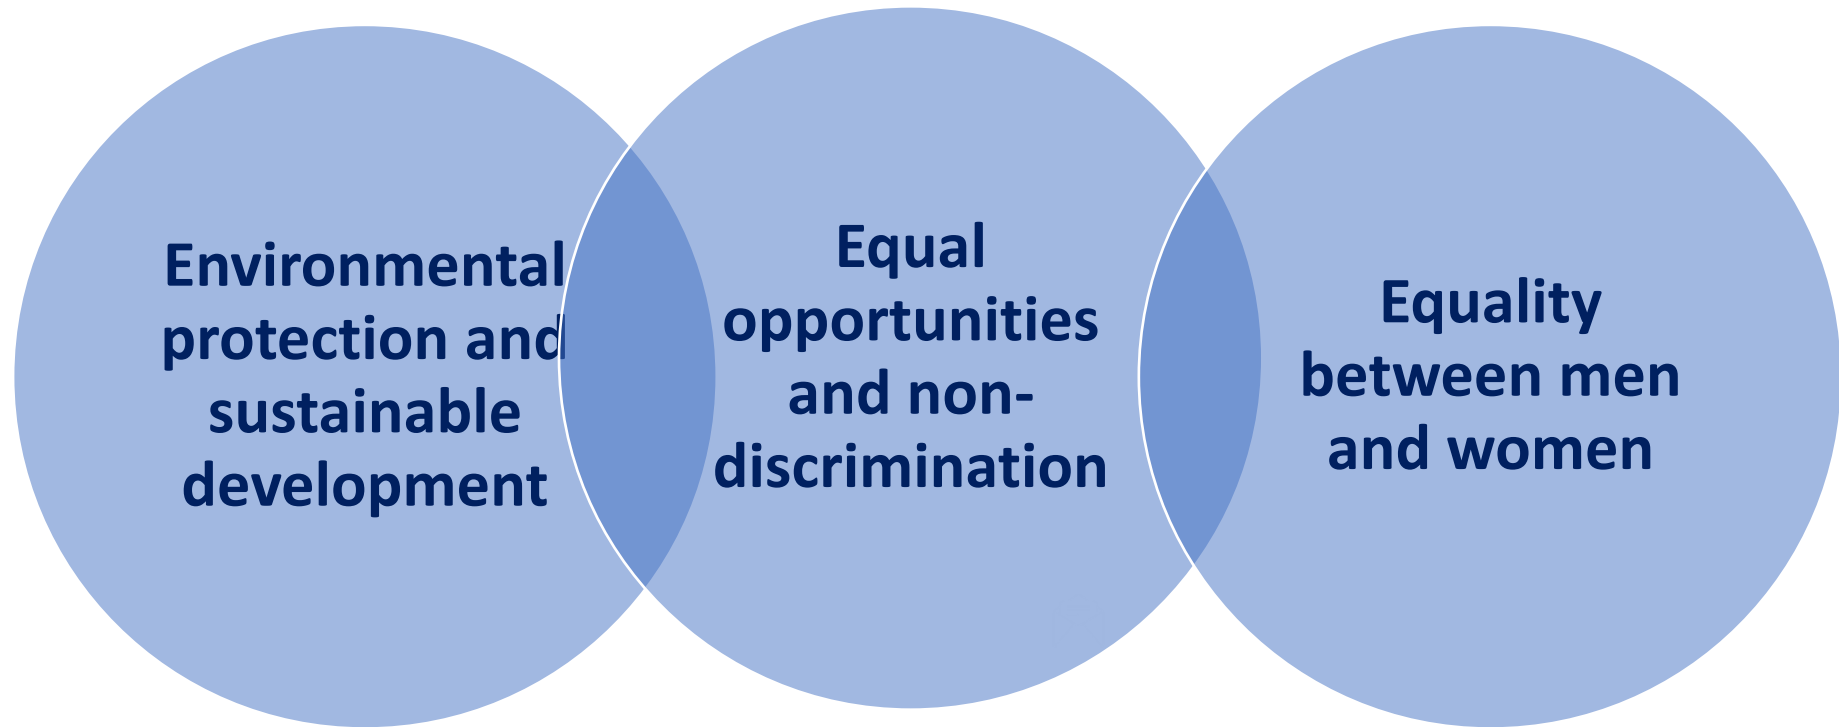 Environmental
protection and
sustainable
development
Equal
opportunities
and non-
discrimination
Equality
between men
and women